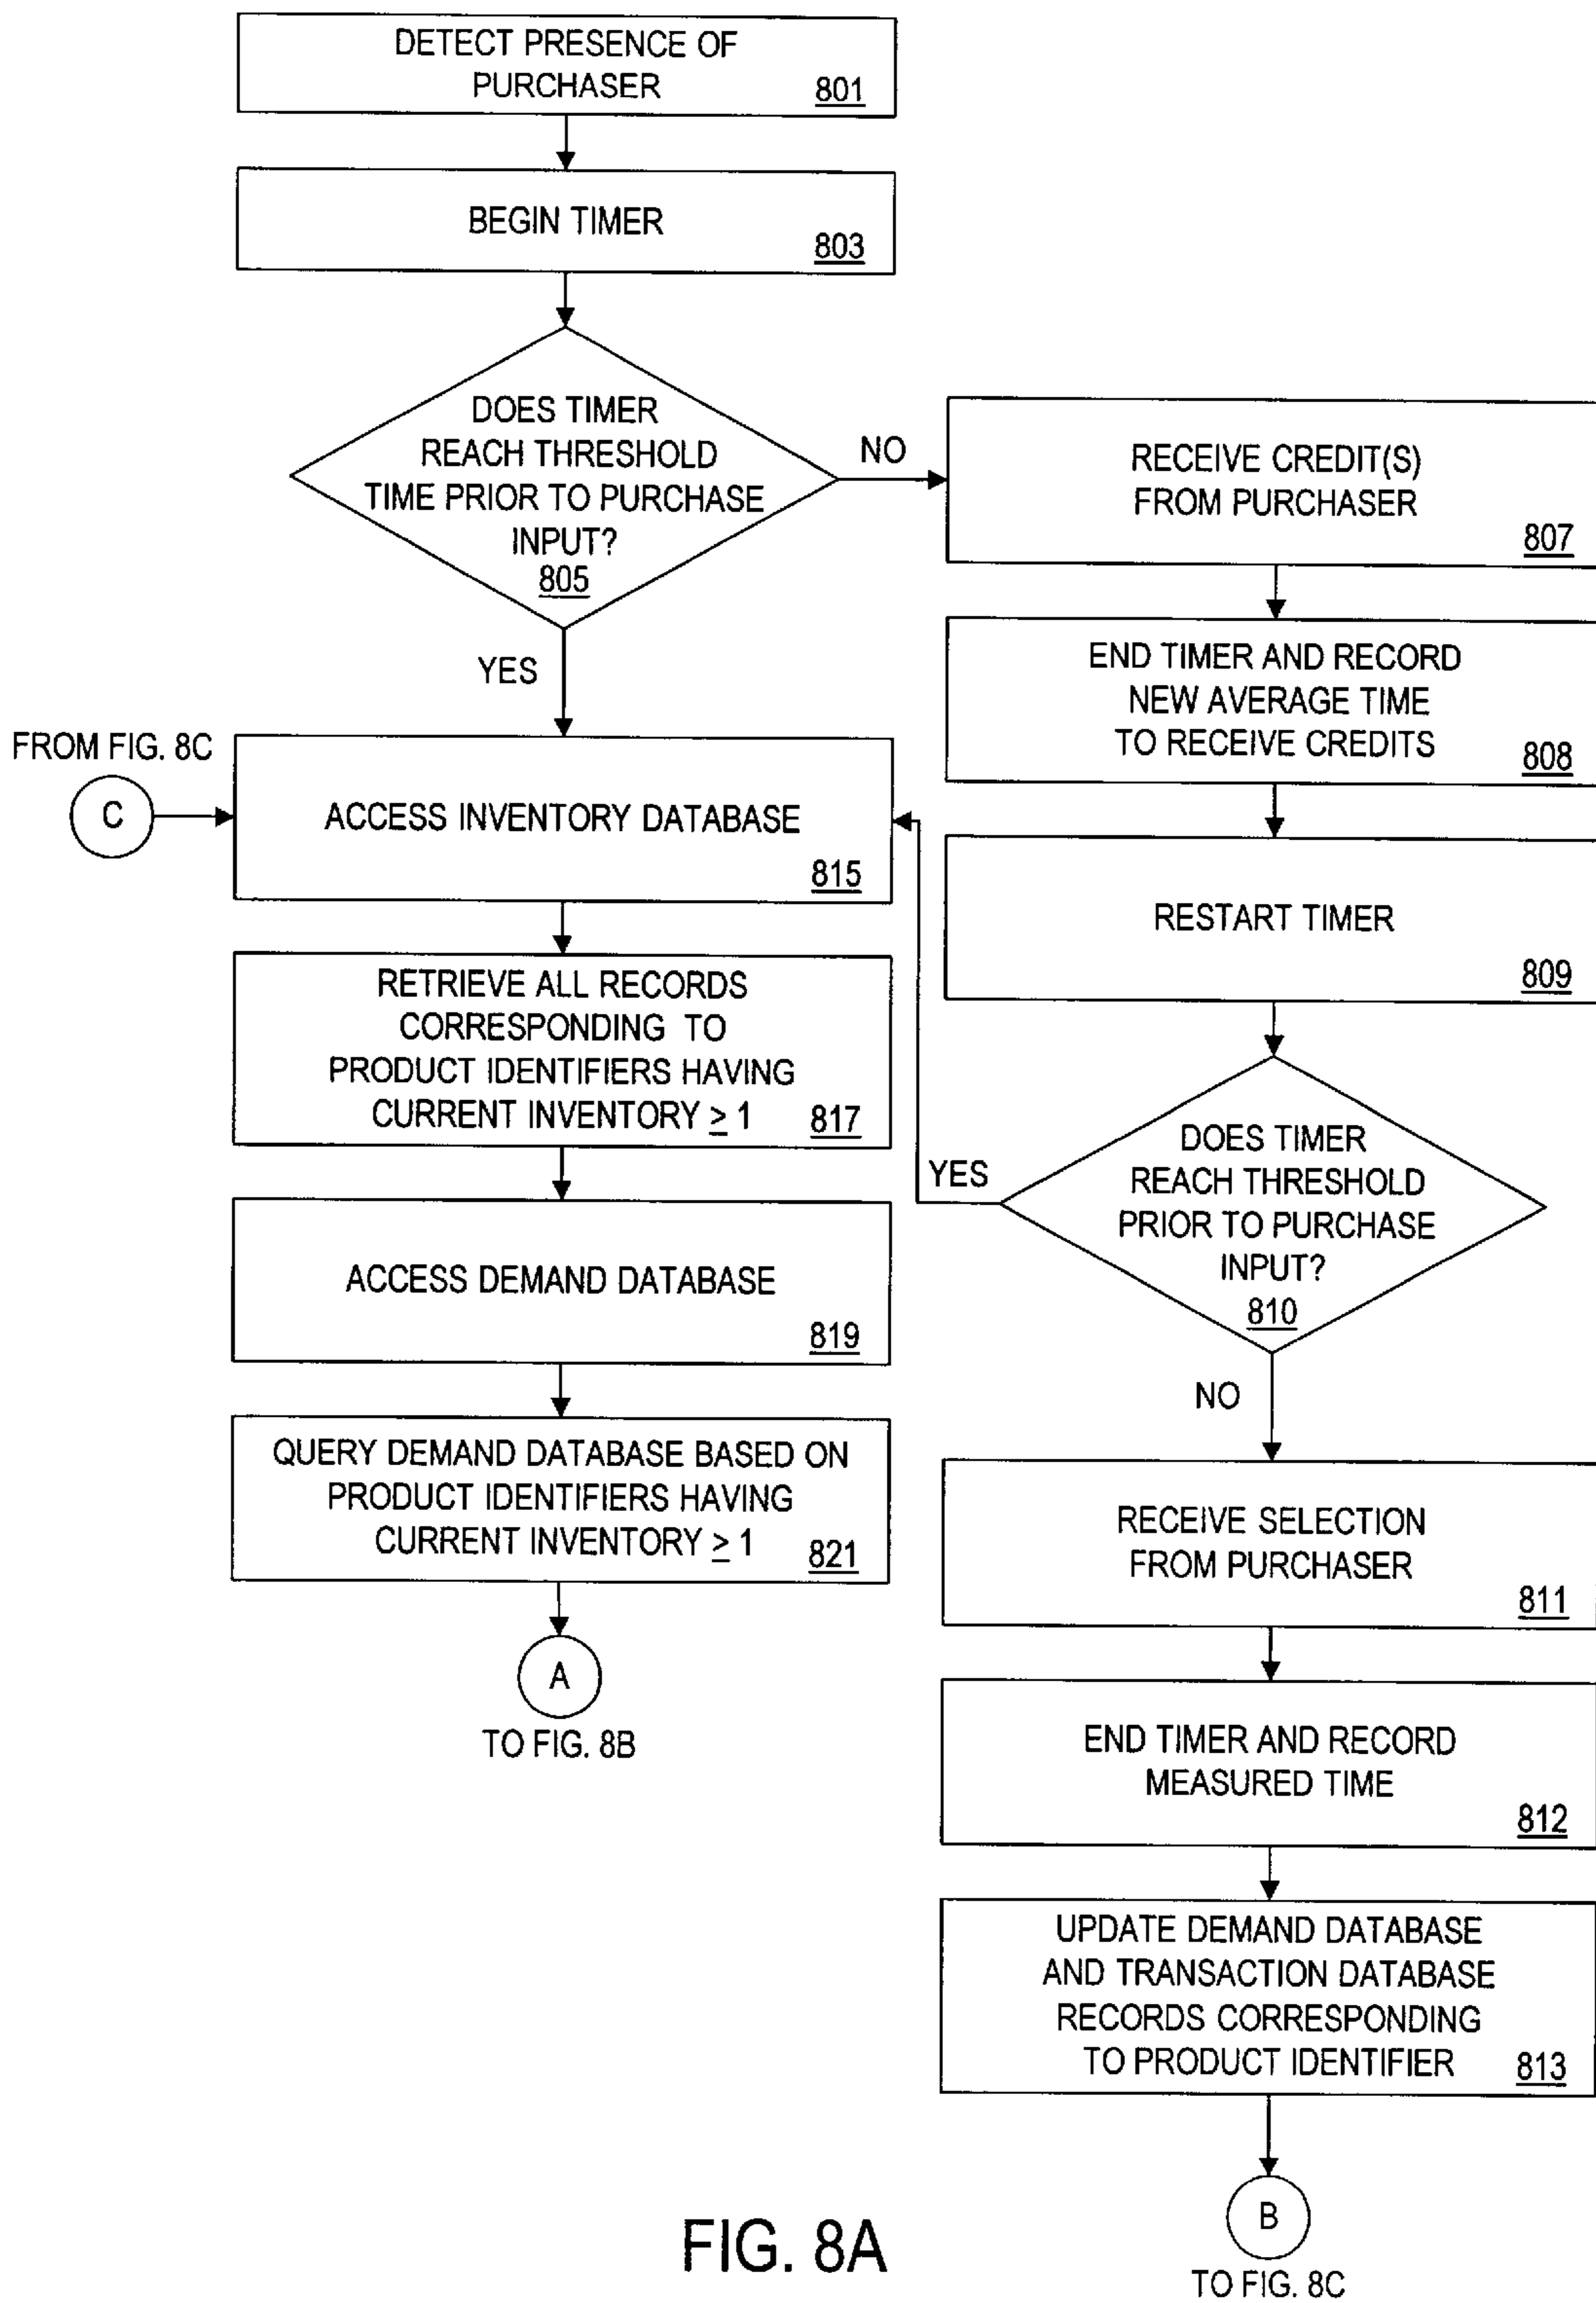 DETECT PRESENCE OF
PURCHASER
801
BEGIN TIMER
803
DOES TIMER
REACH THRESHOLD
TIME PRIOR TO PURCHASE
INPUT?
805
NO
YES
RECEIVE CREDIT(S)
FROM PURCHASER
807
END TIMER AND RECORD
NEW AVERAGE TIME
TO RECEIVE CREDITS
808
RESTART TIMER
809
DOES TIMER
REACH THRESHOLD
PRIOR TO PURCHASE
INPUT?
810
YES
NO
RECEIVE SELECTION
FROM PURCHASER
811
END TIMER AND RECORD
MEASURED TIME
812
UPDATE DEMAND DATABASE
AND TRANSACTION DATABASE
RECORDS CORRESPONDING
TO PRODUCT IDENTIFIER
813
B
TO FIG. 8C
FROM FIG. 8C
C
ACCESS INVENTORY DATABASE
815
RETRIEVE ALL RECORDS
CORRESPONDING TO
PRODUCT IDENTIFIERS HAVING
CURRENT INVENTORY ≥ 1
817
ACCESS DEMAND DATABASE
819
QUERY DEMAND DATABASE BASED ON
PRODUCT IDENTIFIERS HAVING
CURRENT INVENTORY ≥ 1
821
A
TO FIG. 8B
FIG. 8A